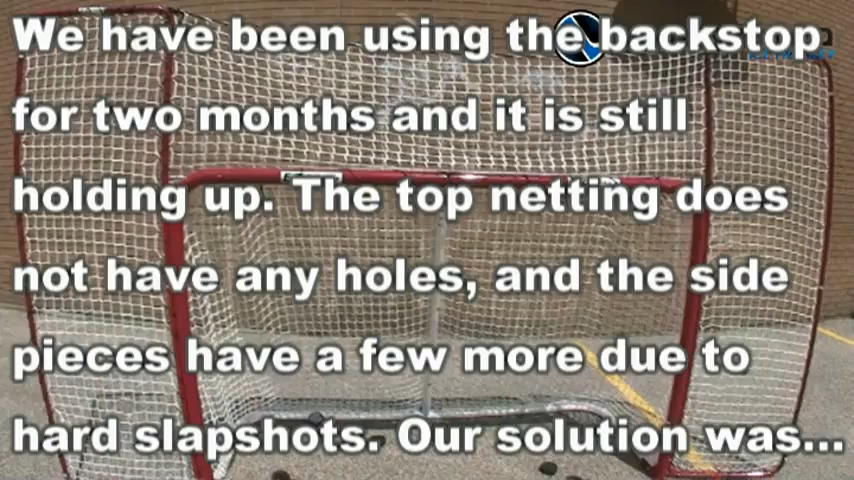 We have been using the backstop
for two months and it is still
holding up. The top netting does
not have any holes, and the side
pieces have a few more due to
hard slapshots. Our solution was...